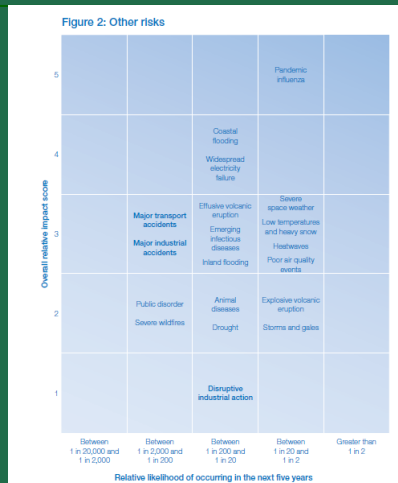 Figure 2: Other risks
Overall relative impact score
5
Pandemic
influenza
4
Coastal
flooding
Widespread
electricity
failure
3
Major transport
accidents
Major industrial
accidents
Effusive volcanic
eruption
Emerging
infectious
diseases
Inland flooding
Severe
space weather
Low temperatures
and heavy snow
Heatwaves
Poor air quality
events
2
Public disorder
Severe wildfires
Animal
diseases
Drought
Explosive volcanic
eruption
Storms and gales
1
Disruptive
industrial action
Between
1 in 20,000 and
1 in 2,000
Between
1 in 2,000 and
1 in 200
Between
1 in 200 and
1 in 20
Between
1 in 20 and
1 in 2
Greater than
1 in 2
Relative likelihood of occurring in the next five years